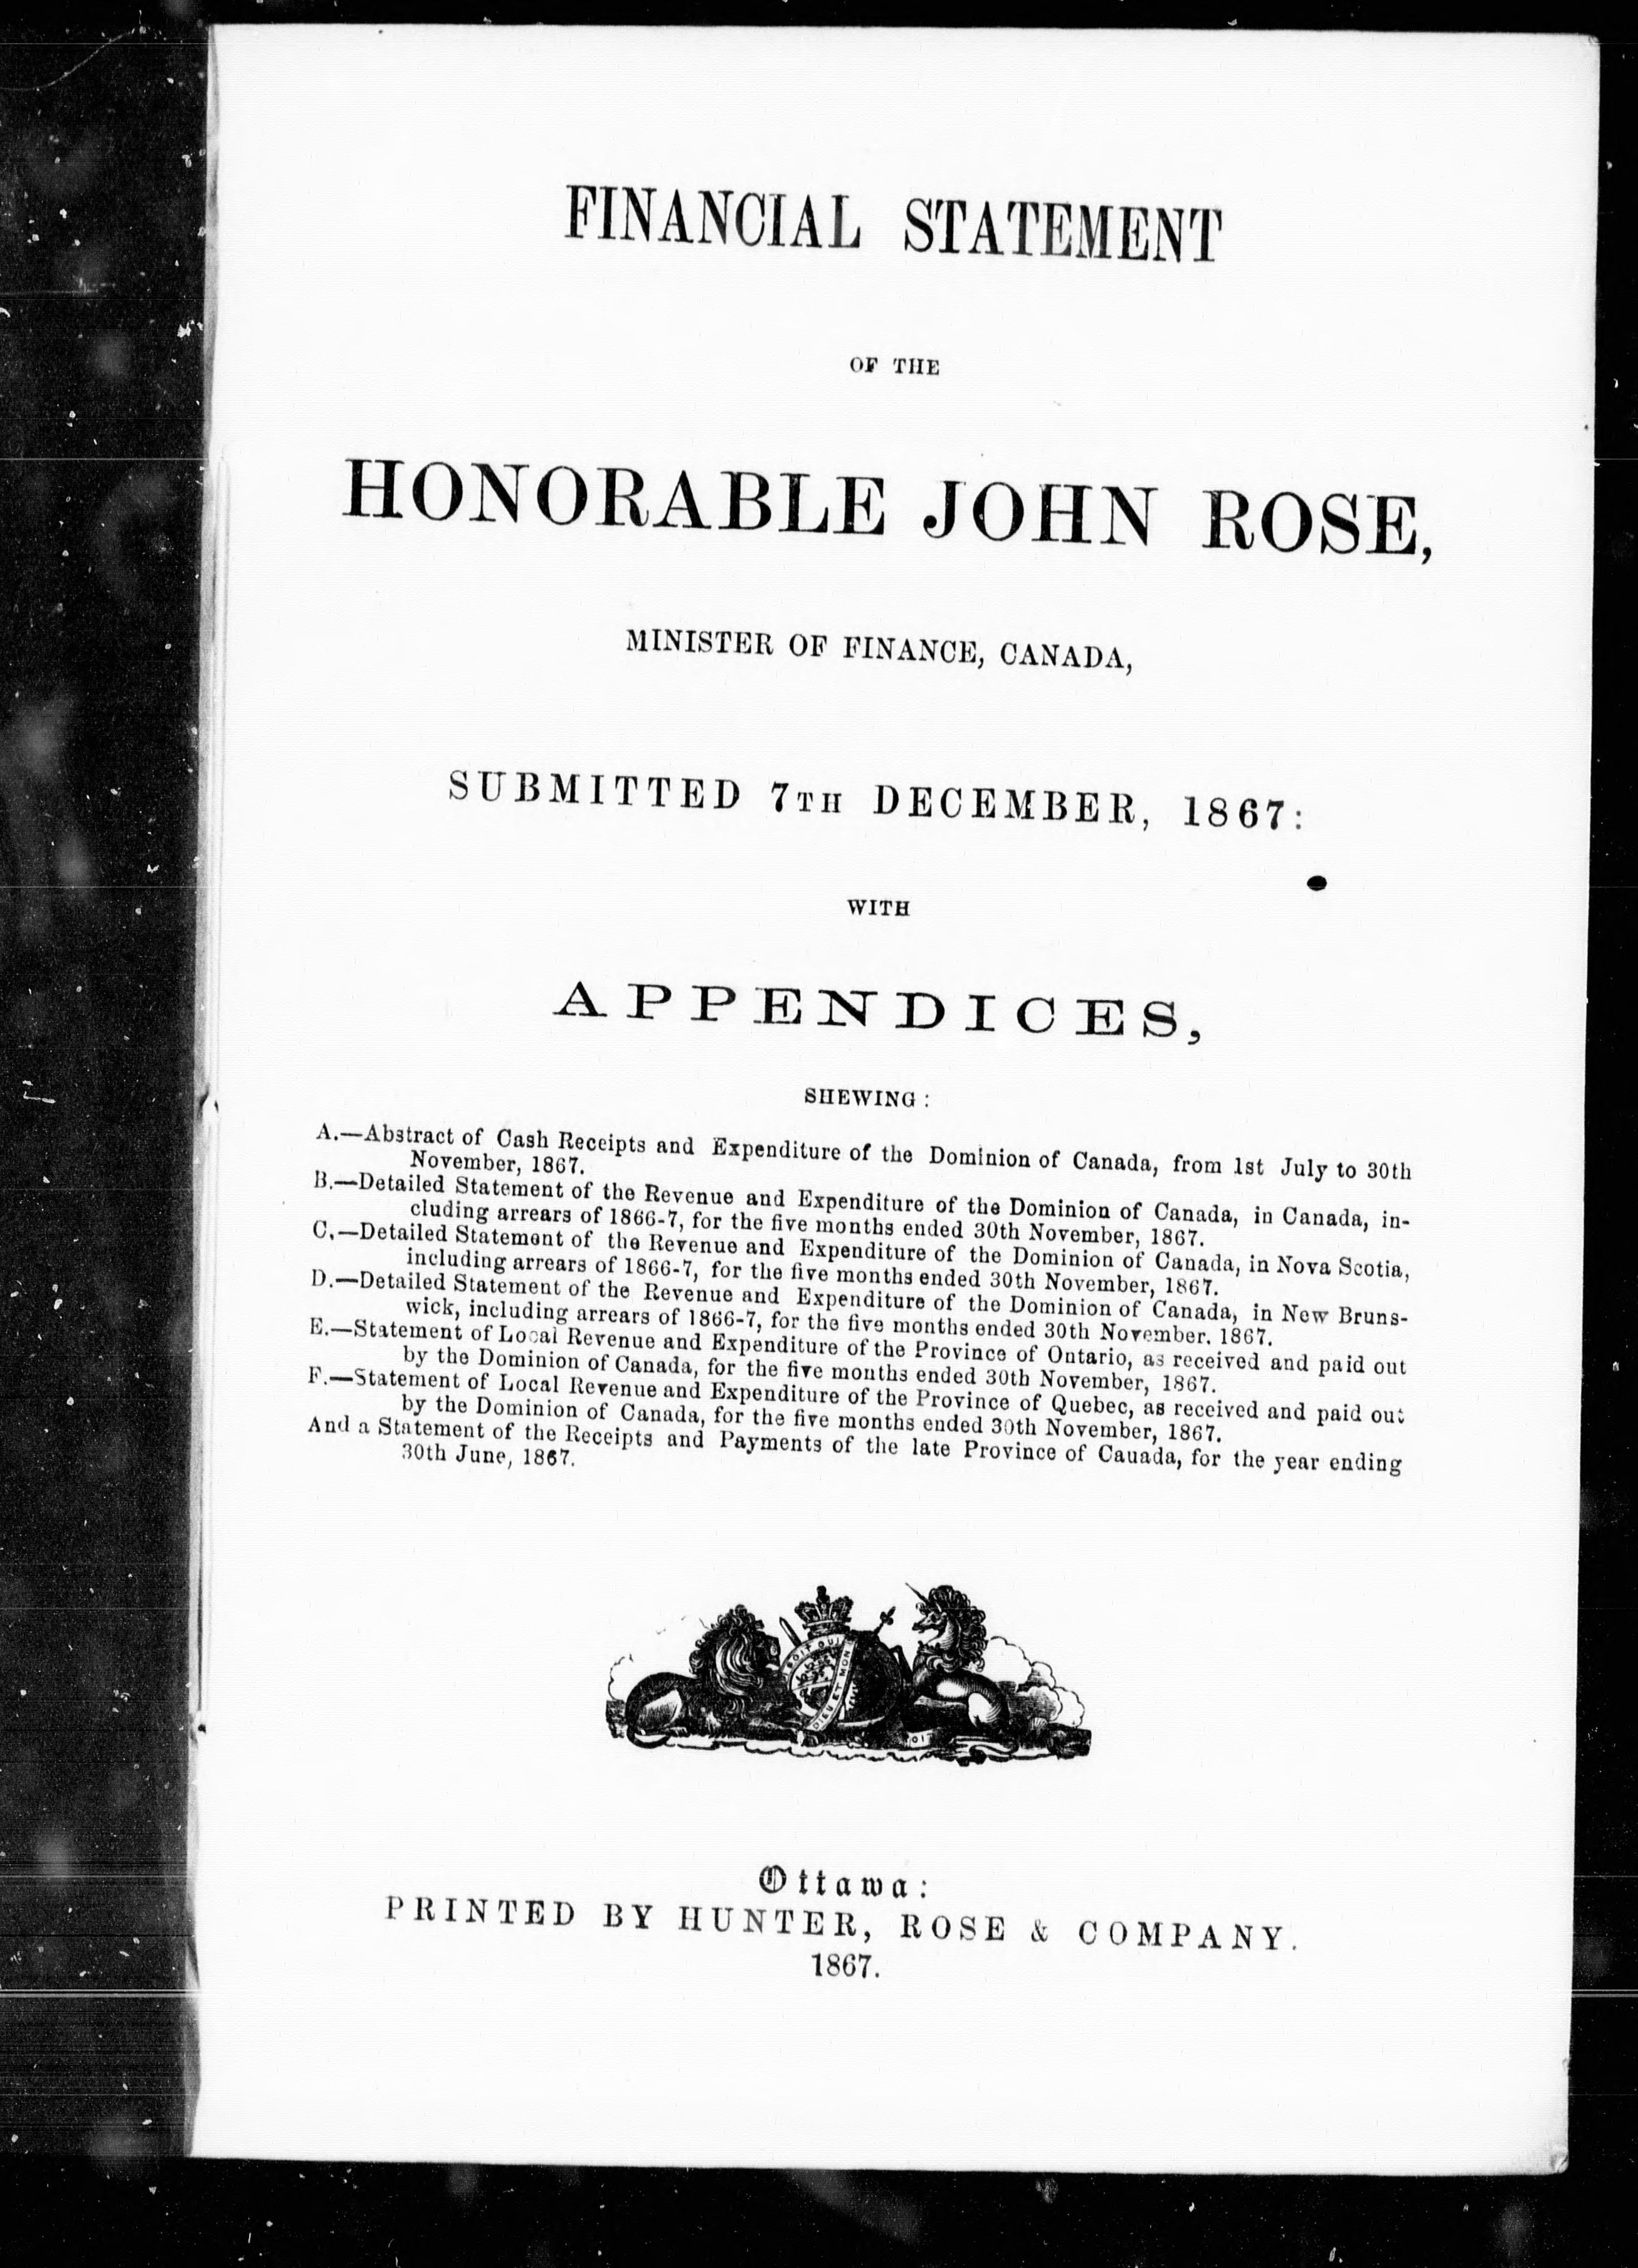 FINANCIAL STATEMENT
OF THE
HONORABLE JOHN ROSE,
MINISTER OF FINANCE, CANADA,
SUBMITTED 7TH DECEMBER, 1867:
WITH
APPENDICES,
SHEWING:
A.—Abstract of Cash Receipts and Expenditure of the Dominion of Canada, from 1st July to 30th
November, 1867.
B.—Detailed Statement of the Revenue and Expenditure of the Dominion of Canada, in Canada, in-
cluding arrears of 1866-7, for the five months ended 30th November, 1867.
C.—Detailed Statement of the Revenue and Expenditure of the Dominion of Canada, in Nova Scotia,
including arrears of 1866-7, for the five months ended 30th November, 1867.
D.—Detailed Statement of the Revenue and Expenditure of the Dominion of Canada, in New Bruns-
wick, including arrears of 1866-7, for the five months ended 30th November. 1867.
E.—Statement of Local Revenue and Expenditure of the Province of Ontario, as received and paid out
by the Dominion of Canada, for the five months ended 30th November, 1867.
F.—Statement of Local Revenue and Expenditure of the Province of Quebec, as received and paid out
by the Dominion of Canada, for the five months ended 30th November, 1867.
And a Statement of the Receipts and Payments of the late Province of Cauada, for the year ending
30th June, 1867.
SOIT QUI
DIEU ET MON
OIT
Ottawa:
PRINTED BY HUNTER, ROSE & COMPANY.
1867.